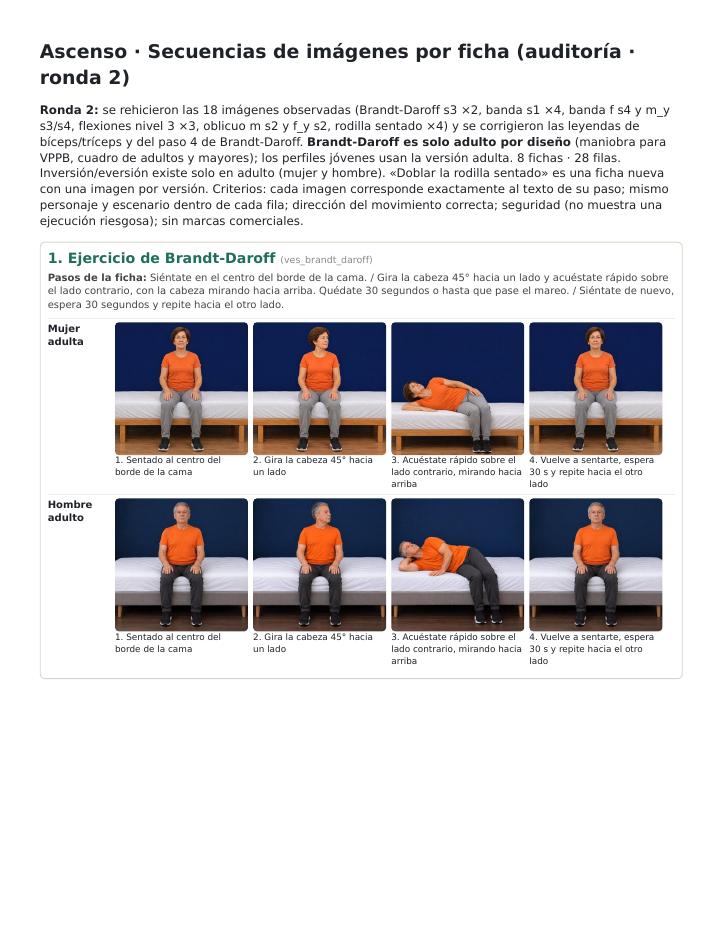 Ascenso · Secuencias de imágenes por ficha (auditoría ·
ronda 2)
Ronda 2: se rehicieron las 18 imágenes observadas (Brandt-Daroff s3 ×2, banda s1 ×4, banda f s4 y m_y
s3/s4, flexiones nivel 3 ×3, oblicuo m s2 y f_y s2, rodilla sentado ×4) y se corrigieron las leyendas de
bíceps/tríceps y del paso 4 de Brandt-Daroff. Brandt-Daroff es solo adulto por diseño (maniobra para
VPPB, cuadro de adultos y mayores); los perfiles jóvenes usan la versión adulta. 8 fichas · 28 filas.
Inversión/eversión existe solo en adulto (mujer y hombre). «Doblar la rodilla sentado» es una ficha nueva
con una imagen por versión. Criterios: cada imagen corresponde exactamente al texto de su paso; mismo
personaje y escenario dentro de cada fila; dirección del movimiento correcta; seguridad (no muestra una
ejecución riesgosa); sin marcas comerciales.
1. Ejercicio de Brandt-Daroff (ves_brandt_daroff)
Pasos de la ficha: Siéntate en el centro del borde de la cama. / Gira la cabeza 45° hacia un lado y acuéstate rápido sobre
el lado contrario, con la cabeza mirando hacia arriba. Quédate 30 segundos o hasta que pase el mareo. / Siéntate de nuevo,
espera 30 segundos y repite hacia el otro lado.
Mujer
adulta
1. Sentado al centro del
borde de la cama
2. Gira la cabeza 45° hacia
un lado
3. Acuéstate rápido sobre el
lado contrario, mirando hacia
arriba
4. Vuelve a sentarte, espera
30 s y repite hacia el otro
lado
Hombre
adulto
1. Sentado al centro del
borde de la cama
2. Gira la cabeza 45° hacia
un lado
3. Acuéstate rápido sobre el
lado contrario, mirando hacia
arriba
4. Vuelve a sentarte, espera
30 s y repite hacia el otro
lado